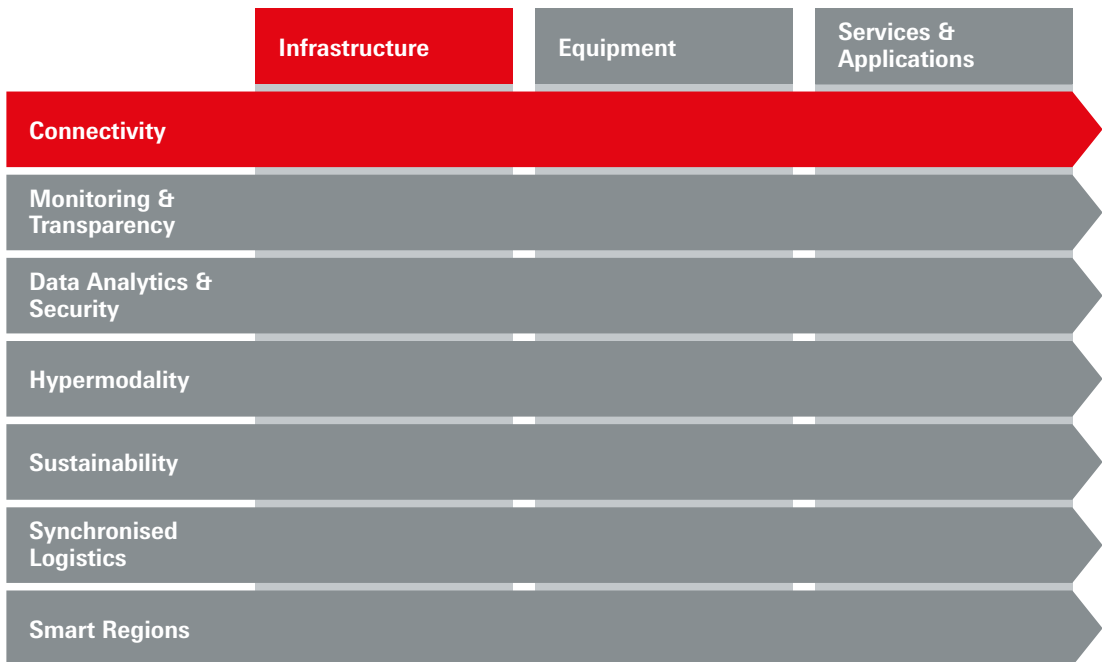 Infrastructure
Equipment
Services &
Applications
Connectivity
Monitoring &
Transparency
Data Analytics &
Security
Hypermodality
Sustainability
Synchronised
Logistics
Smart Regions